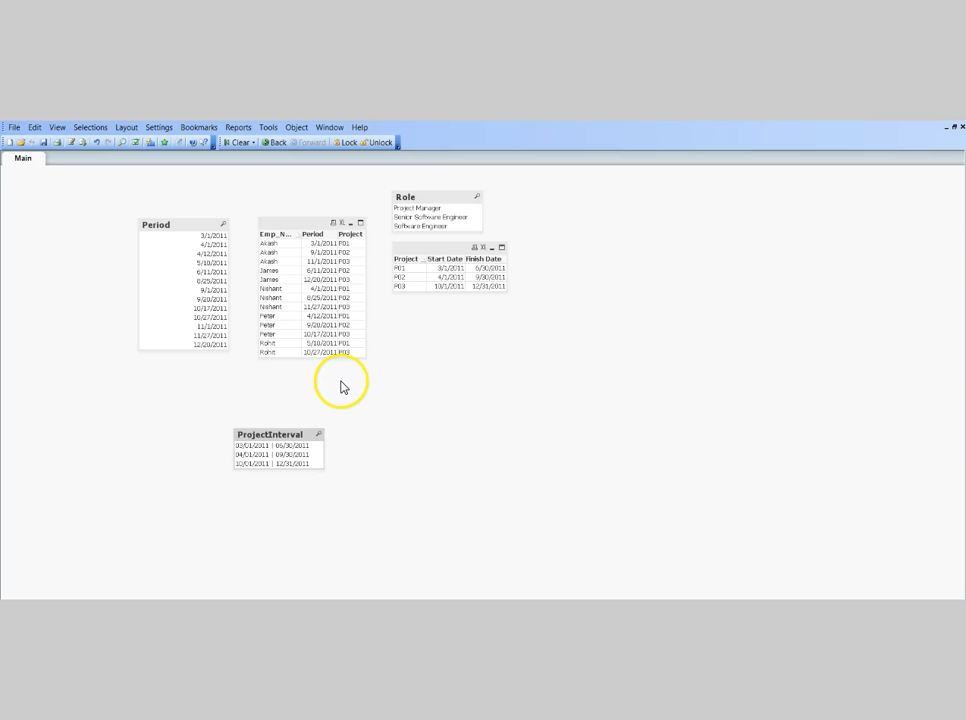 File Edit View Selections Layout Settings Bookmarks Reports Tools Object Window Help
Clear Back Forward Lock Unlock
Main
Role
Project Manager
Senior Software Engineer
Software Engineer
Period
3/1/2011
4/1/2011
4/12/2011
5/10/2011
6/11/2011
8/25/2011
9/1/2011
9/20/2011
10/17/2011
10/27/2011
11/1/2011
11/27/2011
12/20/2011
Emp_N... Period Project
Akash 3/1/2011 P01
Akash 9/1/2011 P02
Akash 11/1/2011 P03
James 6/11/2011 P02
James 12/20/2011 P03
Nishant 4/1/2011 P01
Nishant 8/25/2011 P02
Nishant 11/27/2011 P03
Peter 4/12/2011 P01
Peter 9/20/2011 P02
Peter 10/17/2011 P03
Rohit 5/10/2011 P01
Rohit 10/27/2011 P03
Project Start Date Finish Date
P01 3/1/2011 6/30/2011
P02 4/1/2011 9/30/2011
P03 10/1/2011 12/31/2011
ProjectInterval
03/01/2011 | 06/30/2011
04/01/2011 | 09/30/2011
10/01/2011 | 12/31/2011